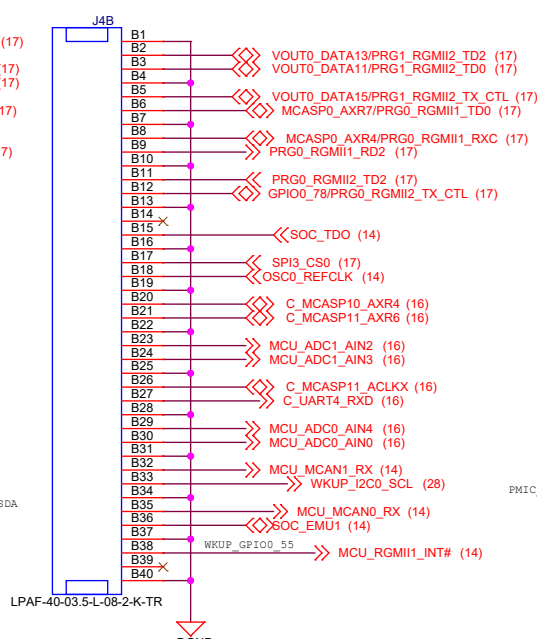 J4B
(17)
B1
B2
VOUT0_DATA13/PRG1_RGMII2_TD2 (17)
B3
VOUT0_DATA11/PRG1_RGMII2_TD0 (17)
17)
B4
17)
B5
VOUT0_DATA15/PRG1_RGMII2_TX_CTL (17)
B6
MCASP0_AXR7/PRG0_RGMII1_TD0 (17)
17)
B7
B8
MCASP0_AXR4/PRG0_RGMII1_RXC (17)
B9
PRG0_RGMII1_RD2 (17)
7)
B10
B11
PRG0_RGMII2_TD2 (17)
B12
GPIO0_78/PRG0_RGMII2_TX_CTL (17)
B13
B14
B15
SOC_TDO (14)
B16
B17
SPI3_CS0 (17)
B18
OSC0_REFCLK (14)
B19
B20
C_MCASP10_AXR4 (16)
B21
C_MCASP11_AXR6 (16)
B22
B23
MCU_ADC1_AIN2 (16)
B24
MCU_ADC1_AIN3 (16)
B25
B26
C_MCASP11_ACLKX (16)
B27
C_UART4_RXD (16)
B28
B29
MCU_ADC0_AIN4 (16)
B30
MCU_ADC0_AIN0 (16)
B31
B32
MCU_MCAN1_RX (14)
B33
WKUP_I2C0_SCL (28)
B34
PMIC_
SDA
B35
MCU_MCAN0_RX (14)
B36
SOC_EMU1 (14)
B37
B38
WKUP_GPIO0_55
MCU_RGMII1_INT# (14)
B39
B40
LPAF-40-03.5-L-08-2-K-TR